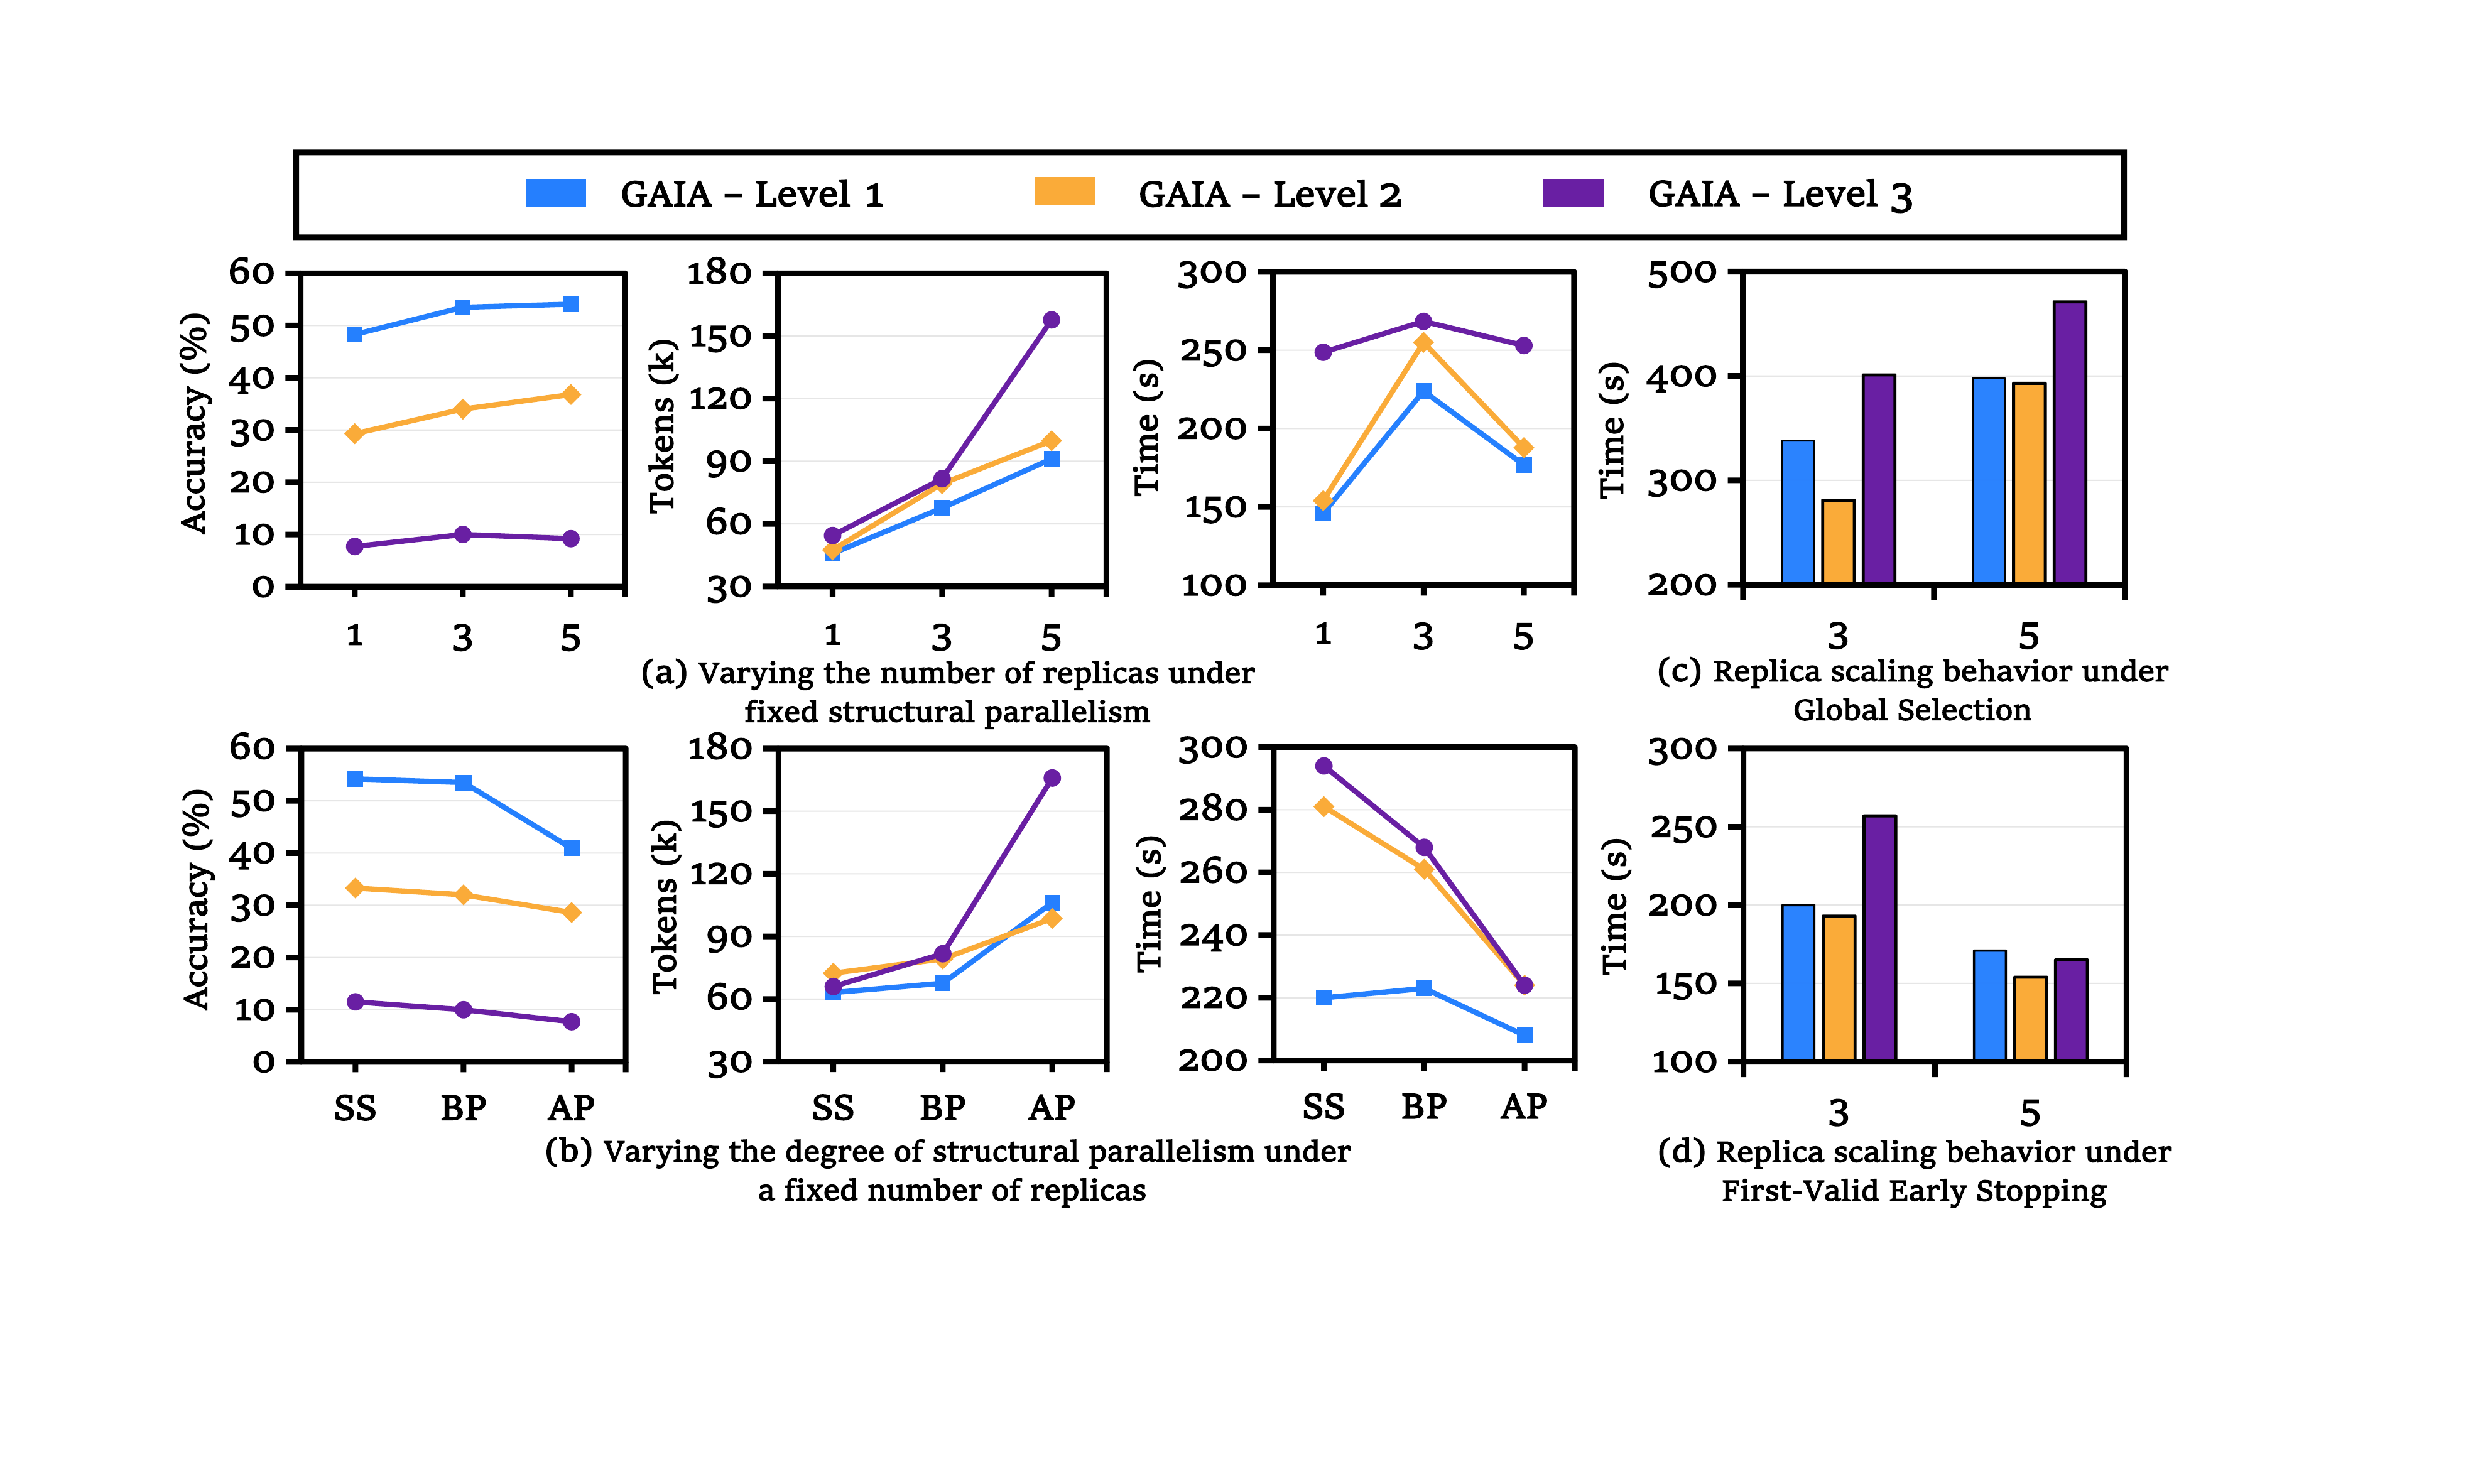 GAIA – Level 1
GAIA – Level 2
GAIA – Level 3
Accuracy (%)
60
50
40
30
20
10
0
1 3 5
Tokens (k)
180
150
120
90
60
30
1 3 5
Time (s)
300
250
200
150
100
1 3 5
(a) Varying the number of replicas under
fixed structural parallelism
Time (s)
500
400
300
200
3 5
(c) Replica scaling behavior under
Global Selection
Accuracy (%)
60
50
40
30
20
10
0
SS BP AP
Tokens (k)
180
150
120
90
60
30
SS BP AP
Time (s)
300
280
260
240
220
200
SS BP AP
(b) Varying the degree of structural parallelism under
a fixed number of replicas
Time (s)
300
250
200
150
100
3 5
(d) Replica scaling behavior under
First-Valid Early Stopping